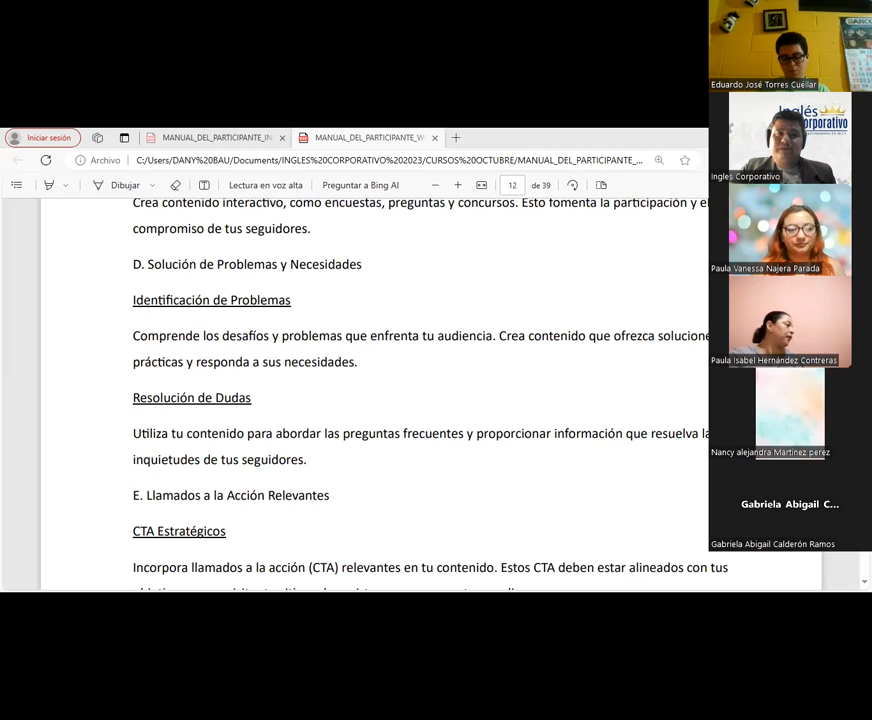 Iniciar sesión
MANUAL_DEL_PARTICIPANTE_IN
MANUAL_DEL_PARTICIPANTE_W
Archivo
C:/Users/DANY%20BAU/Documents/INGLES%20CORPORATIVO%202023/CURSOS%20OCTUBRE/MANUAL_DEL_PARTICIPANTE_...
Dibujar
Lectura en voz alta
Preguntar a Bing AI
12 de 39
Crea contenido interactivo, como encuestas, preguntas y concursos. Esto fomenta la participación y el
compromiso de tus seguidores.
D. Solución de Problemas y Necesidades
Identificación de Problemas
Comprende los desafíos y problemas que enfrenta tu audiencia. Crea contenido que ofrezca solucione
prácticas y responda a sus necesidades.
Resolución de Dudas
Utiliza tu contenido para abordar las preguntas frecuentes y proporcionar información que resuelva la
inquietudes de tus seguidores.
E. Llamados a la Acción Relevantes
CTA Estratégicos
Incorpora llamados a la acción (CTA) relevantes en tu contenido. Estos CTA deben estar alineados con tus
Eduardo José Torres Cuéllar
Inglés
Ingles Corporativo
Paula Vanessa Najera Parada
Paula Isabel Hernández Contreras
Nancy alejandra Martinez perez
Gabriela Abigail C...
Gabriela Abigail Calderón Ramos